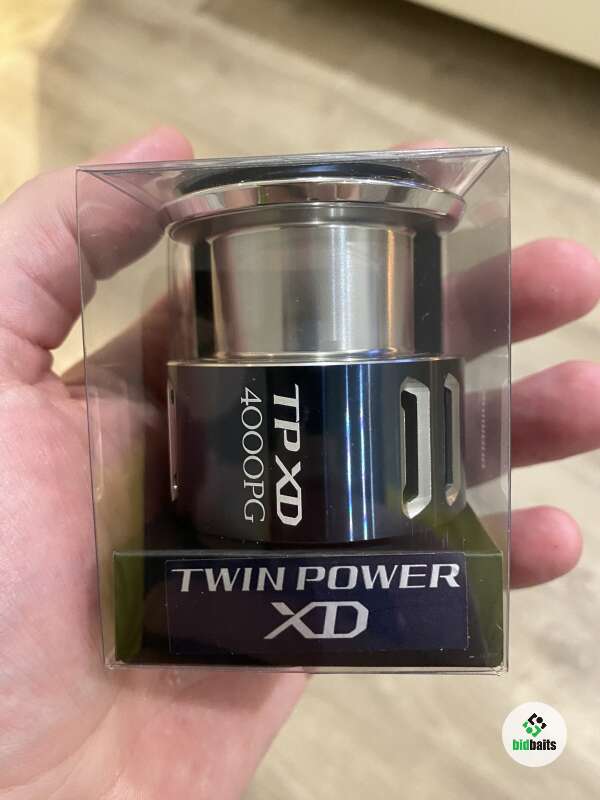 TP XD
4000PG
TWIN POWER
XD
bidbaits